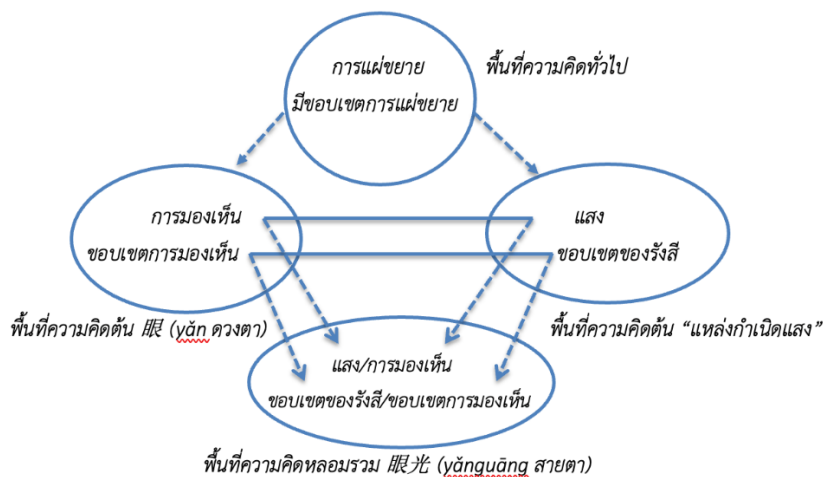 การแผ่ขยาย
มีขอบเขตการแผ่ขยาย
พื้นที่ความคิดทั่วไป
การมองเห็น
ขอบเขตการมองเห็น
แสง
ขอบเขตของรังสี
พื้นที่ความคิดต้น 眼 (yǎn ดวงตา)
พื้นที่ความคิดต้น “แหล่งกำเนิดแสง”
แสง/การมองเห็น
ขอบเขตของรังสี/ขอบเขตการมองเห็น
พื้นที่ความคิดหลอมรวม 眼光 (yǎnguāng สายตา)